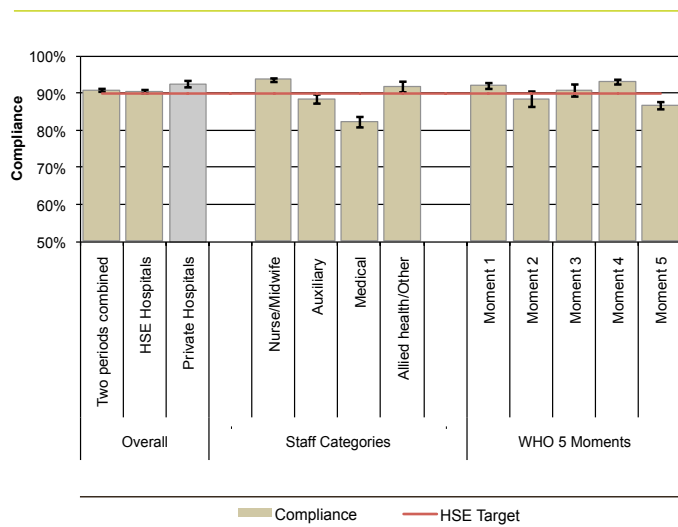 100%
90%
80%
70%
60%
50%
Compliance
Two periods combined
HSE Hospitals
Private Hospitals
Nurse/Midwife
Auxiliary
Medical
Allied health/Other
Moment 1
Moment 2
Moment 3
Moment 4
Moment 5
Overall
Staff Categories
WHO 5 Moments
Compliance
HSE Target